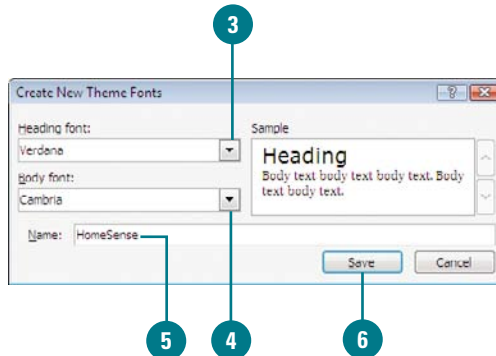 3
Create New Theme Fonts
Heading font:
Verdana
Sample
Heading
Body text body text body text. Body
text body text.
Body font:
Cambria
Name: HomeSense
Save Cancel
5 4 6